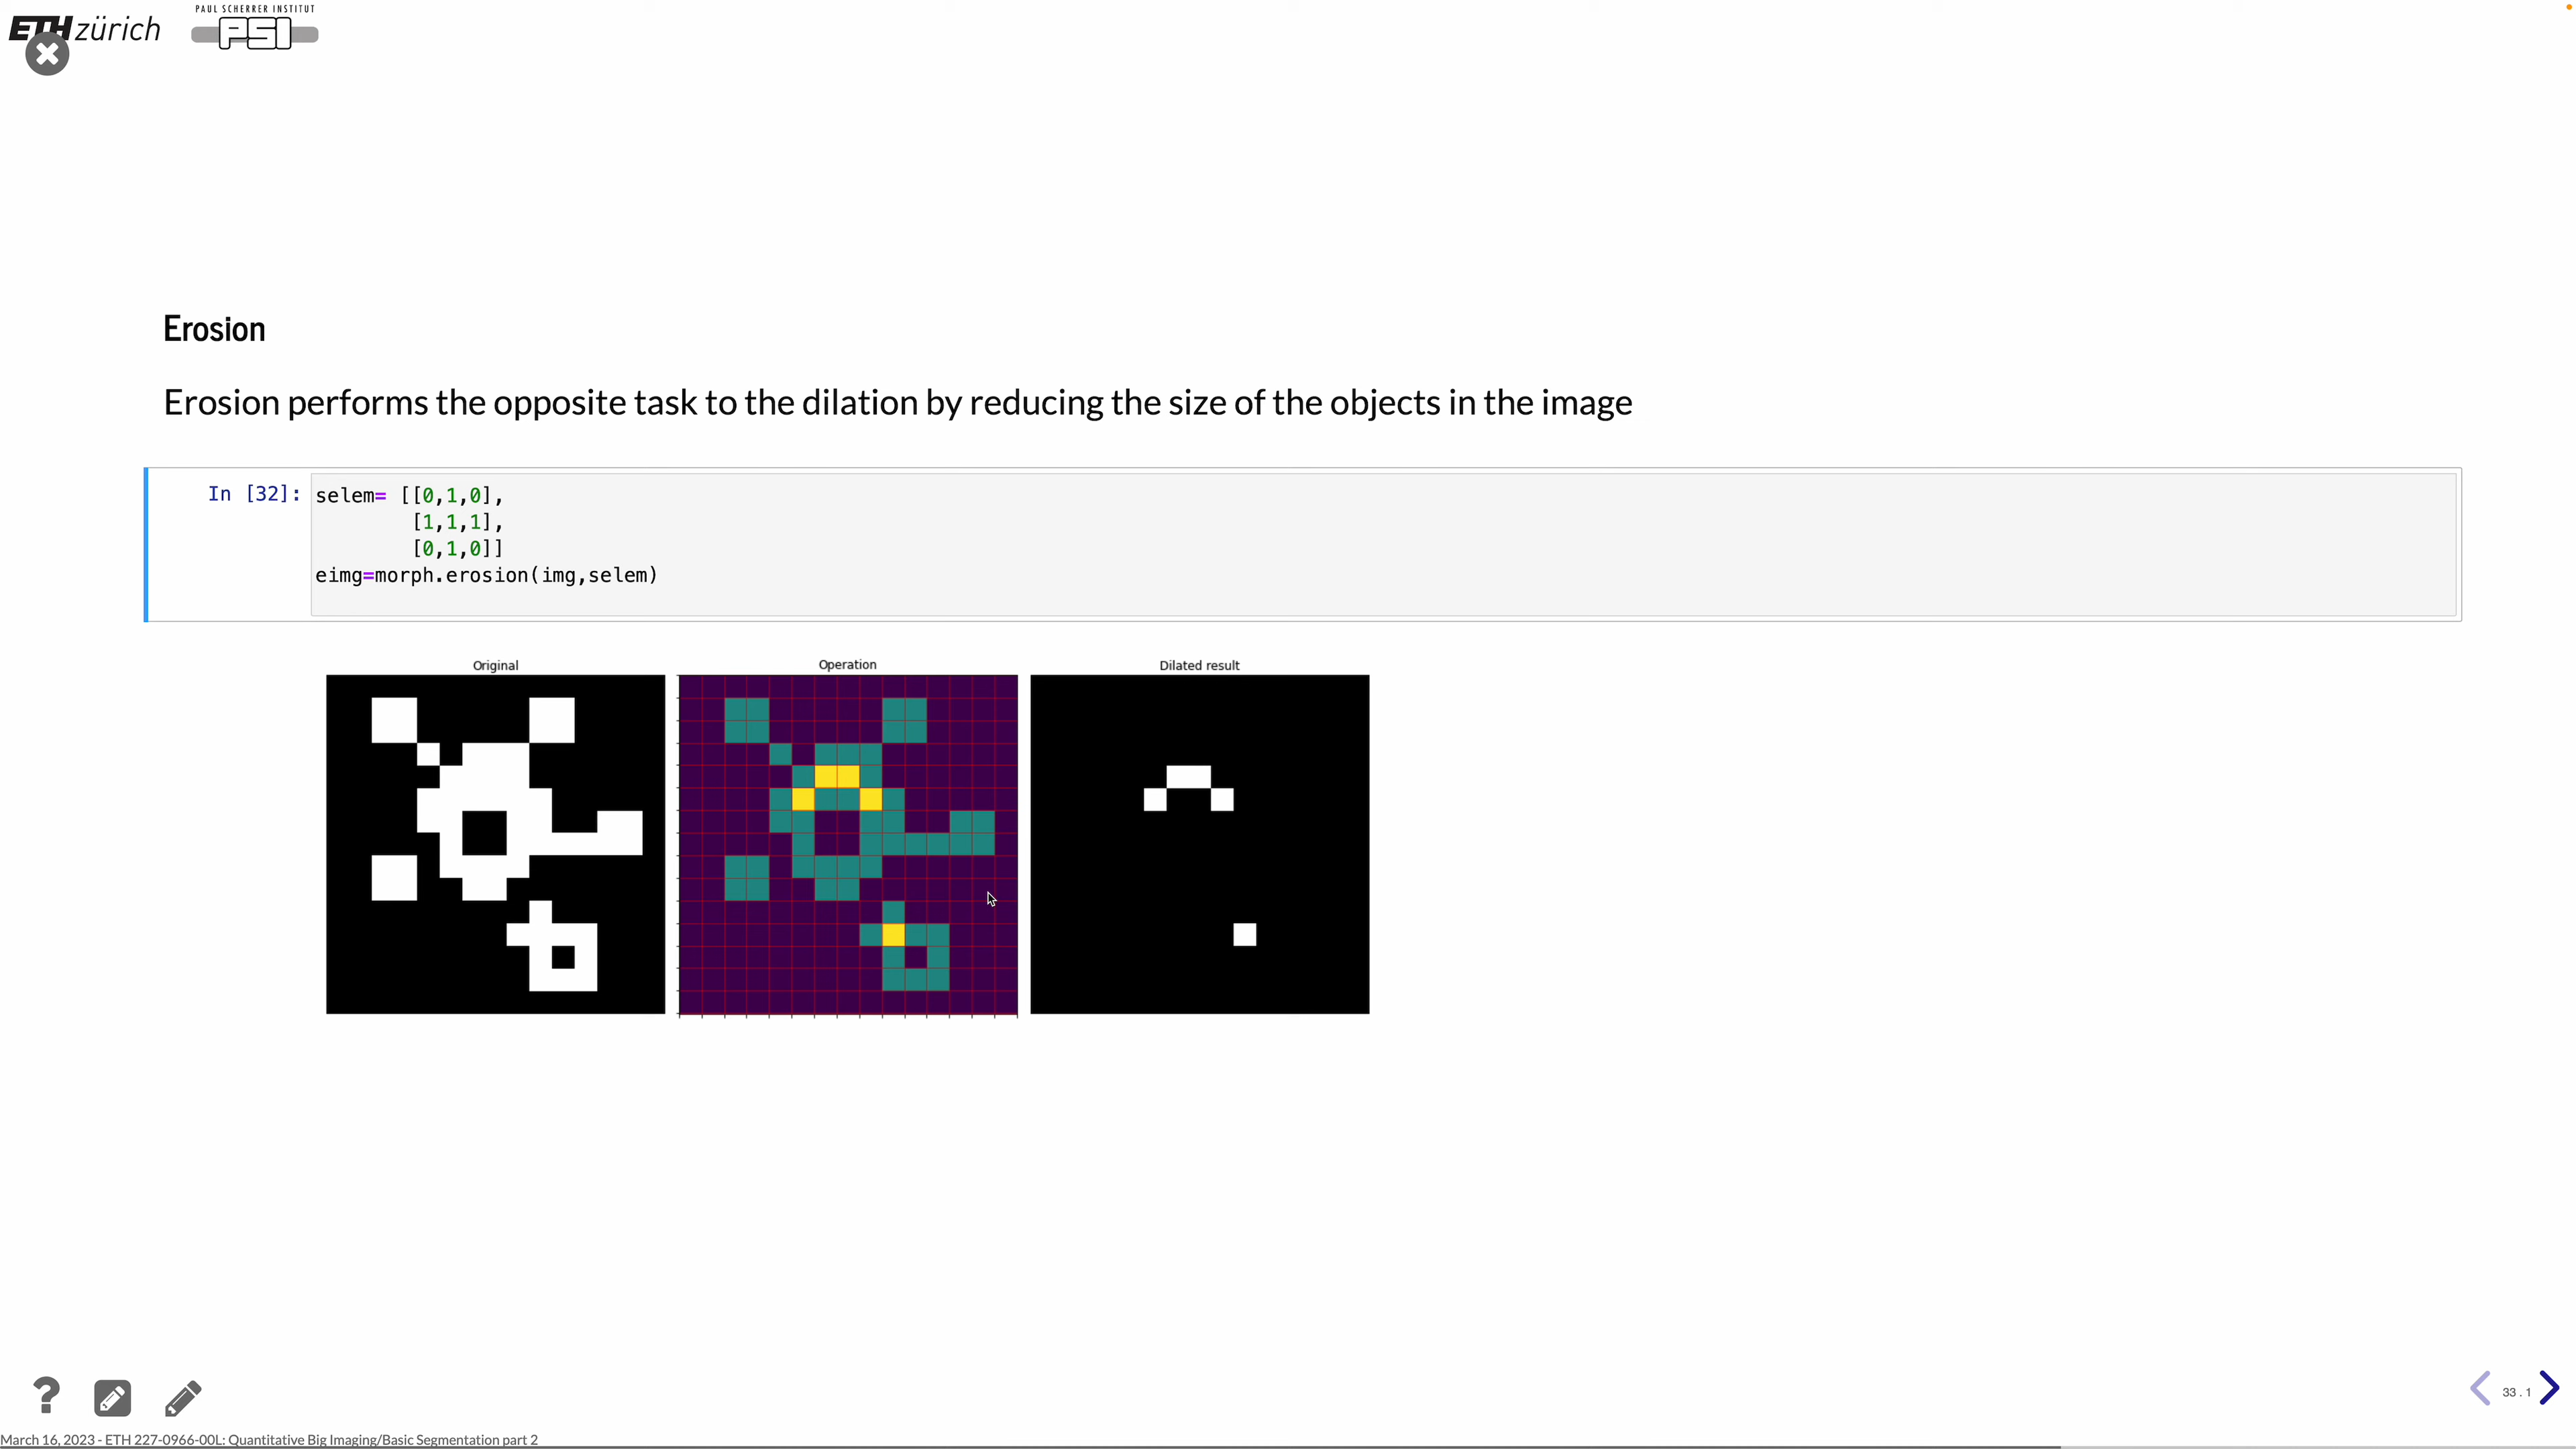 PAUL SCHERRER INSTITUT
ETH zürich
PSI
Erosion
Erosion performs the opposite task to the dilation by reducing the size of the objects in the image
In [32]: selem= [[0,1,0],
[1,1,1],
[0,1,0]]
eimg=morph.erosion(img,selem)
Original
Operation
Dilated result
33 . 1
March 16, 2023 - ETH 227-0966-00L: Quantitative Big Imaging/Basic Segmentation part 2